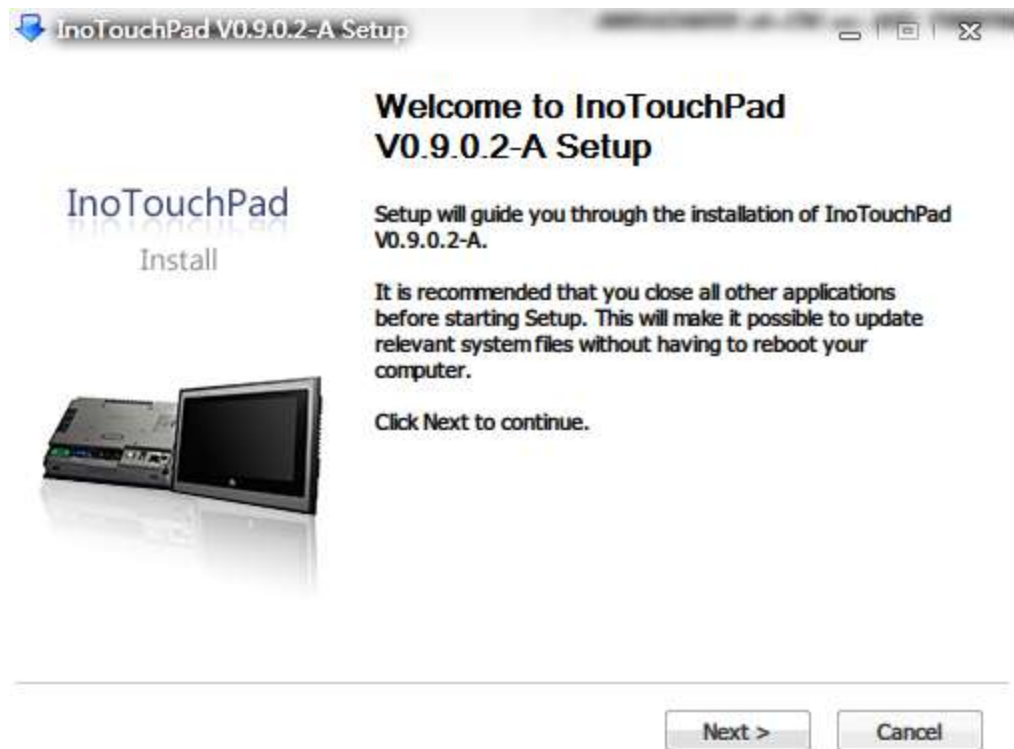 InoTouchPad V0.9.0.2-A Setup
Welcome to InoTouchPad
V0.9.0.2-A Setup
InoTouchPad
Install
Setup will guide you through the installation of InoTouchPad
V0.9.0.2-A.
It is recommended that you close all other applications
before starting Setup. This will make it possible to update
relevant system files without having to reboot your
computer.
Click Next to continue.
Next >
Cancel